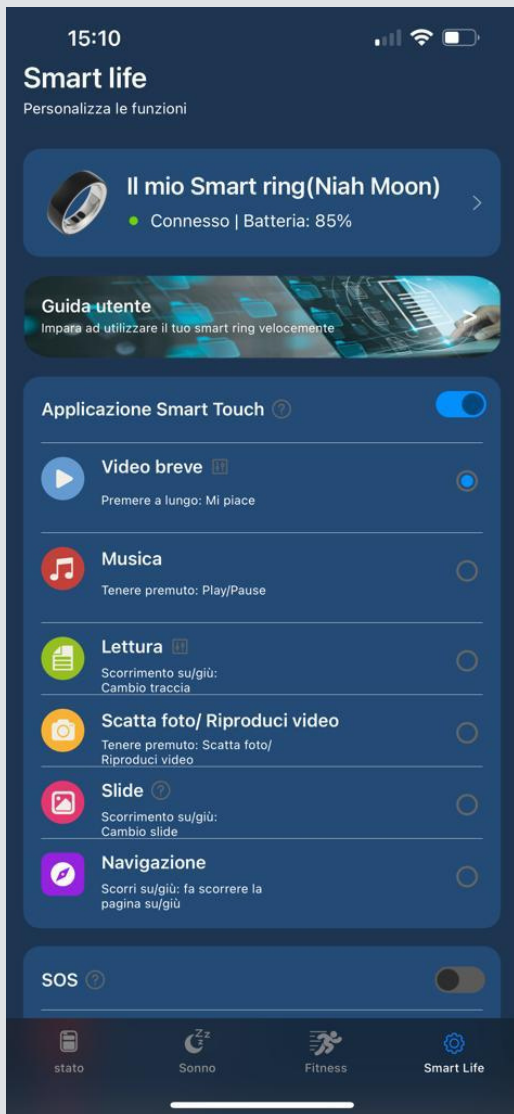 15:10
Smart life
Personalizza le funzioni
Il mio Smart ring(Niah Moon)
Connesso | Batteria: 85%
Guida utente
Impara ad utilizzare il tuo smart ring velocemente
Applicazione Smart Touch ?
Video breve
Premere a lungo: Mi piace
Musica
Tenere premuto: Play/Pause
Lettura
Scorrimento su/giù:
Cambio traccia
Scatta foto/ Riproduci video
Tenere premuto: Scatta foto/
Riproduci video
Slide ?
Scorrimento su/giù:
Cambio slide
Navigazione
Scorri su/giù: fa scorrere la
pagina su/giù
SOS ?
stato
Sonno
Fitness
Smart Life